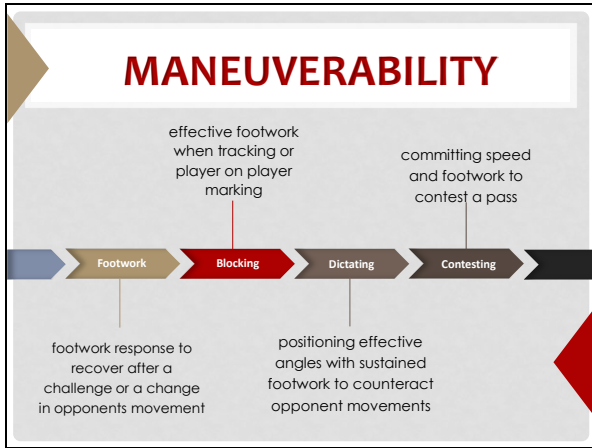 MANEUVERABILITY
effective footwork
when tracking or
player on player
marking
committing speed
and footwork to
contest a pass
Footwork
Blocking
Dictating
Contesting
footwork response to
recover after a
challenge or a change
in opponents movement
positioning effective
angles with sustained
footwork to counteract
opponent movements